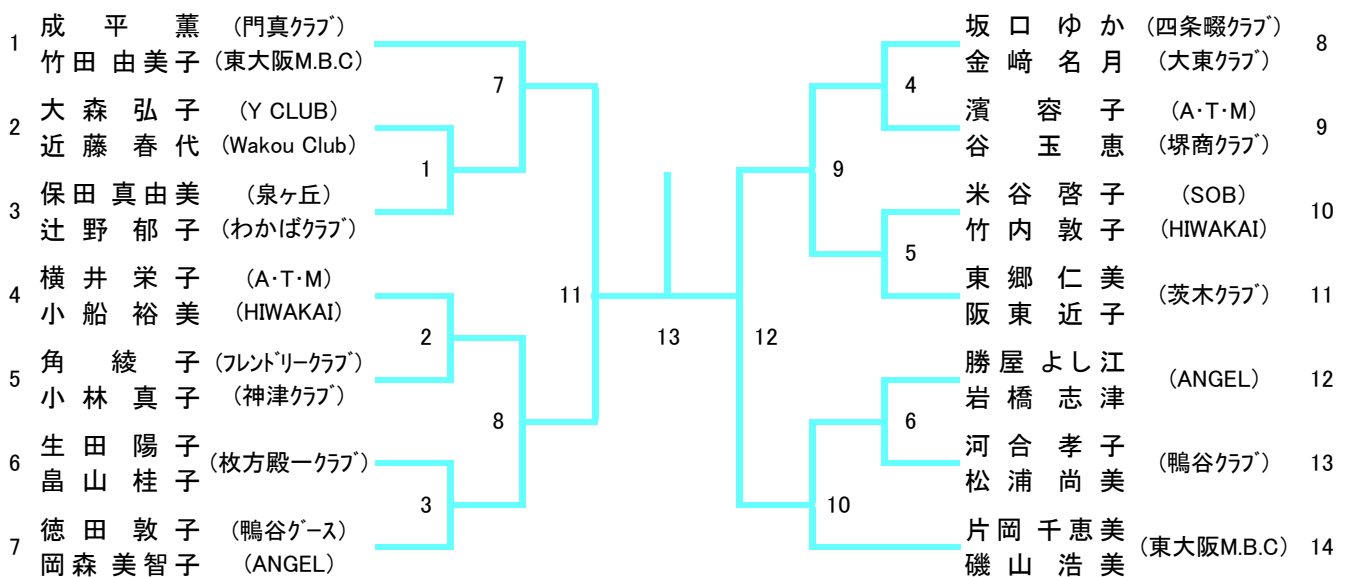 1 成平薫 (門真ｸﾗﾌﾞ)
竹田由美子 (東大阪M.B.C)
2 大森弘子 (Y CLUB)
近藤春代 (Wakou Club)
3 保田真由美 (泉ヶ丘)
辻野郁子 (わかばｸﾗﾌﾞ)
4 横井栄子 (A･T･M)
小船裕美 (HIWAKAI)
5 角綾子 (ﾌﾚﾝﾄﾞﾘｰｸﾗﾌﾞ)
小林真子 (神津ｸﾗﾌﾞ)
6 生田陽子 (枚方殿一ｸﾗﾌﾞ)
畠山桂子
7 徳田敦子 (鴨谷ｸﾞｰｽ)
岡森美智子 (ANGEL)
7
1
11
2
8
3
13
4
9
5
12
6
10
坂口ゆか (四条畷ｸﾗﾌﾞ) 8
金﨑名月 (大東ｸﾗﾌﾞ)
濱容子 (A･T･M) 9
谷玉恵 (堺商ｸﾗﾌﾞ)
米谷啓子 (SOB) 10
竹内敦子 (HIWAKAI)
東郷仁美 (茨木ｸﾗﾌﾞ) 11
阪東近子
勝屋よし江 (ANGEL) 12
岩橋志津
河合孝子 (鴨谷ｸﾗﾌﾞ) 13
松浦尚美
片岡千恵美 (東大阪M.B.C) 14
磯山浩美